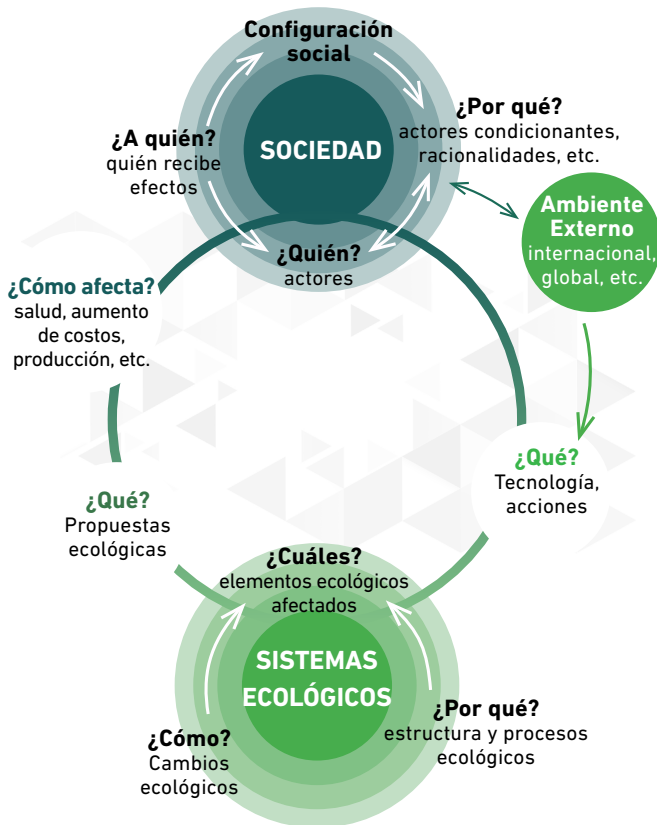 Configuración
social
¿Por qué?
actores condicionantes,
racionalidades, etc.
¿A quién?
quién recibe
efectos
SOCIEDAD
Ambiente
Externo
internacional,
global, etc.
¿Quién?
actores
¿Cómo afecta?
salud, aumento
de costos,
producción, etc.
¿Qué?
Tecnología,
acciones
¿Qué?
Propuestas
ecológicas
¿Cuáles?
elementos ecológicos
afectados
SISTEMAS
ECOLÓGICOS
¿Por qué?
estructura y procesos
ecológicos
¿Cómo?
Cambios
ecológicos